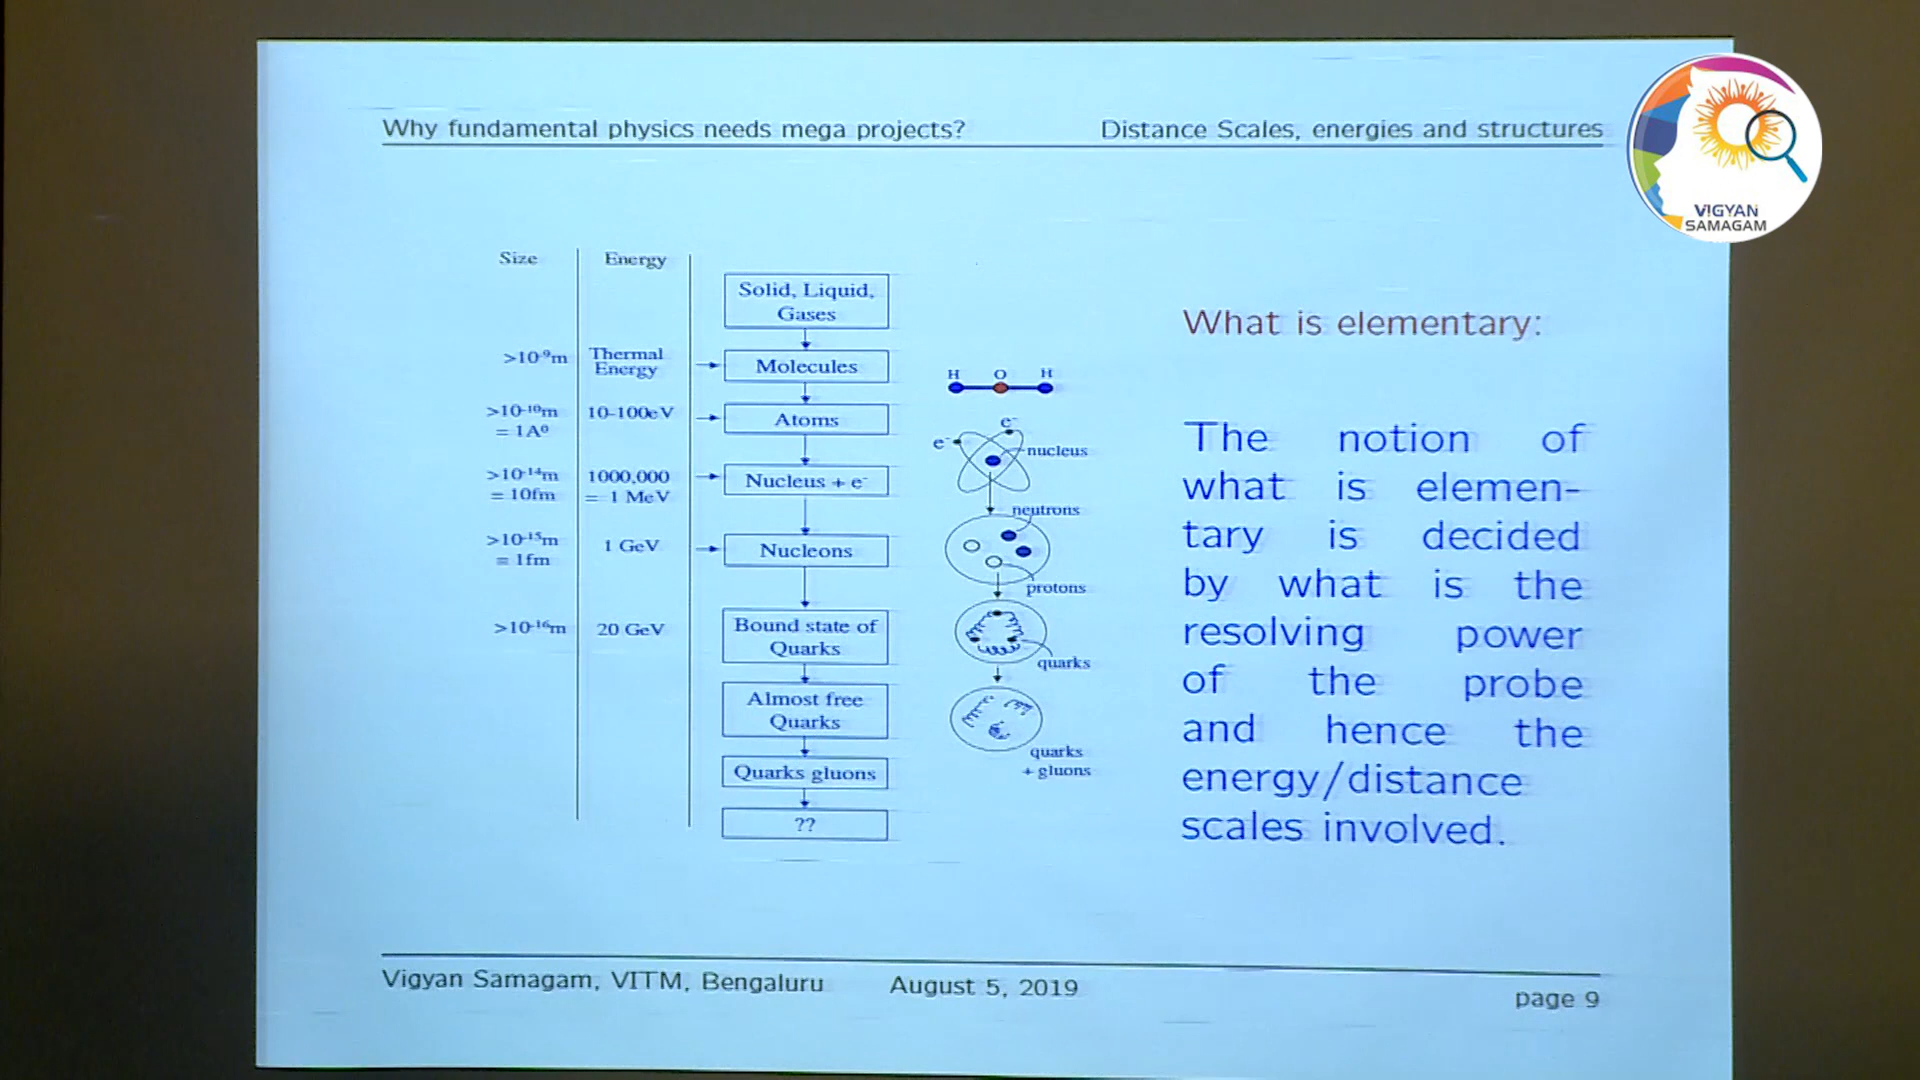 Why fundamental physics needs mega projects?
Distance Scales, energies and structures
VIGYAN
SAMAGAM
Size
Energy
Solid, Liquid,
Gases
>10⁻⁹m
Thermal
Energy
Molecules
H O H
>10⁻¹⁰m
= 1A⁰
10-100eV
Atoms
e⁻
e⁻
nucleus
>10⁻¹⁴m
= 10fm
1000,000
= 1 MeV
Nucleus + e⁻
neutrons
>10⁻¹⁵m
= 1fm
1 GeV
Nucleons
protons
>10⁻¹⁶m
20 GeV
Bound state of
Quarks
quarks
Almost free
Quarks
quarks
+ gluons
Quarks gluons
??
What is elementary:
The notion of
what is elemen-
tary is decided
by what is the
resolving power
of the probe
and hence the
energy/distance
scales involved.
Vigyan Samagam, VITM, Bengaluru
August 5, 2019
page 9